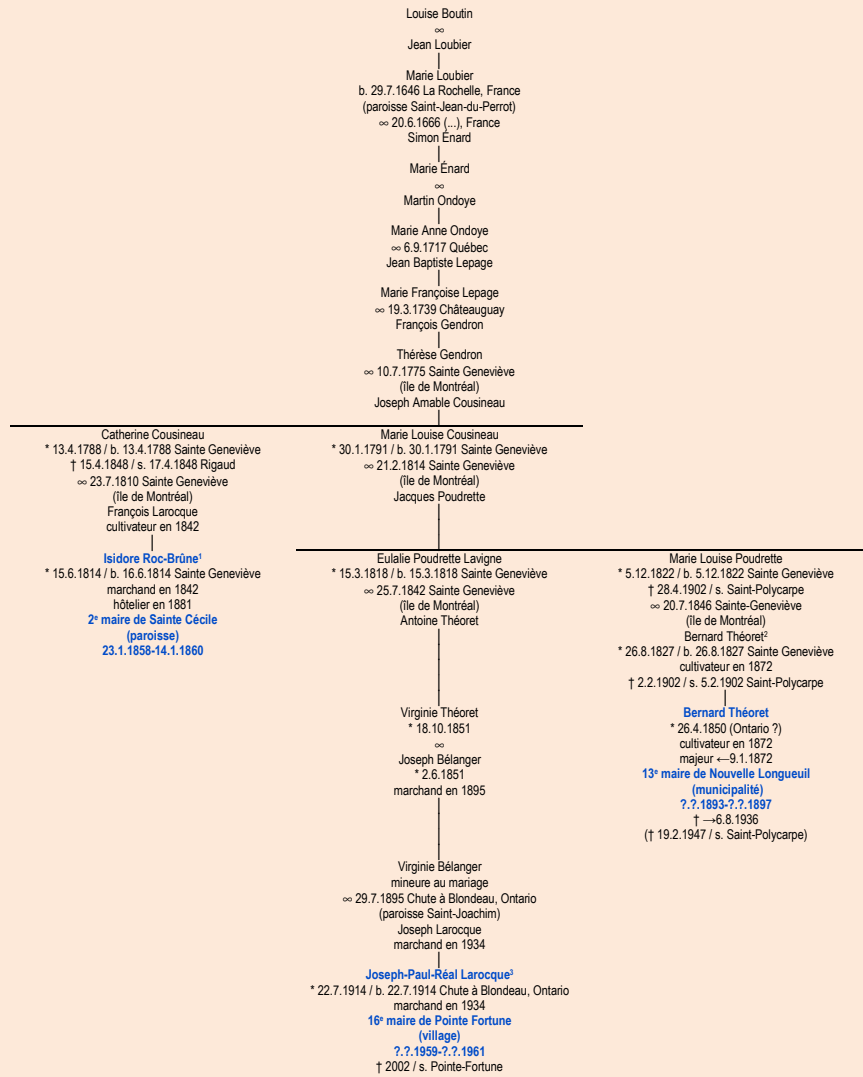 Louise Boutin
∞
Jean Loubier
Marie Loubier
b. 29.7.1646 La Rochelle, France
(paroisse Saint-Jean-du-Perrot)
∞ 20.6.1666 (...), France
Simon Énard
Marie Énard
∞
Martin Ondoye
Marie Anne Ondoye
∞ 6.9.1717 Québec
Jean Baptiste Lepage
Marie Françoise Lepage
∞ 19.3.1739 Châteauguay
François Gendron
Thérèse Gendron
∞ 10.7.1775 Sainte Geneviève
(île de Montréal)
Joseph Amable Cousineau
Catherine Cousineau
* 13.4.1788 / b. 13.4.1788 Sainte Geneviève
† 15.4.1848 / s. 17.4.1848 Rigaud
∞ 23.7.1810 Sainte Geneviève
(île de Montréal)
François Larocque
cultivateur en 1842
Isidore Roc-Brûne¹
* 15.6.1814 / b. 16.6.1814 Sainte Geneviève
marchand en 1842
hôtelier en 1881
2ᵉ maire de Sainte Cécile
(paroisse)
23.1.1858-14.1.1860
Marie Louise Cousineau
* 30.1.1791 / b. 30.1.1791 Sainte Geneviève
∞ 21.2.1814 Sainte Geneviève
(île de Montréal)
Jacques Poudrette
Eulalie Poudrette Lavigne
* 15.3.1818 / b. 15.3.1818 Sainte Geneviève
∞ 25.7.1842 Sainte Geneviève
(île de Montréal)
Antoine Théoret
Virginie Théoret
* 18.10.1851
∞
Joseph Bélanger
* 2.6.1851
marchand en 1895
Virginie Bélanger
mineure au mariage
∞ 29.7.1895 Chute à Blondeau, Ontario
(paroisse Saint-Joachim)
Joseph Larocque
marchand en 1934
Joseph-Paul-Réal Larocque³
* 22.7.1914 / b. 22.7.1914 Chute à Blondeau, Ontario
marchand en 1934
16ᵉ maire de Pointe Fortune
(village)
?.?.1959-?.?.1961
† 2002 / s. Pointe-Fortune
Marie Louise Poudrette
* 5.12.1822 / b. 5.12.1822 Sainte Geneviève
† 28.4.1902 / s. Saint-Polycarpe
∞ 20.7.1846 Sainte-Geneviève
(île de Montréal)
Bernard Théoret²
* 26.8.1827 / b. 26.8.1827 Sainte Geneviève
cultivateur en 1872
† 2.2.1902 / s. 5.2.1902 Saint-Polycarpe
Bernard Théoret
* 26.4.1850 (Ontario ?)
cultivateur en 1872
majeur ←9.1.1872
13ᵉ maire de Nouvelle Longueuil
(municipalité)
?.?.1893-?.?.1897
† →6.8.1936
(† 19.2.1947 / s. Saint-Polycarpe)